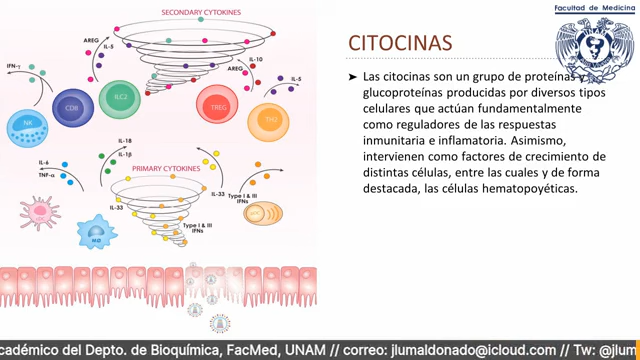 SECONDARY CYTOKINES
AREG
IL-5
IL-10
AREG
IFN-γ
IL-5
CD8
ILC2
TREG
TH2
NK
IL-18
IL-1β
IL-6
TNF-α
PRIMARY CYTOKINES
IL-33
IL-33
Type I & III
IFNs
Type I & III
IFNs
MΦ
Facultad de Medicina
UNAM
CITOCINAS
➤ Las citocinas son un grupo de proteínas y
glucoproteínas producidas por diversos tipos
celulares que actúan fundamentalmente
como reguladores de las respuestas
inmunitaria e inflamatoria. Asimismo,
intervienen como factores de crecimiento de
distintas células, entre las cuales y de forma
destacada, las células hematopoyéticas.
cadémico del Depto. de Bioquímica, FacMed, UNAM // correo: jlumaldonado@icloud.com // Tw: @jlum